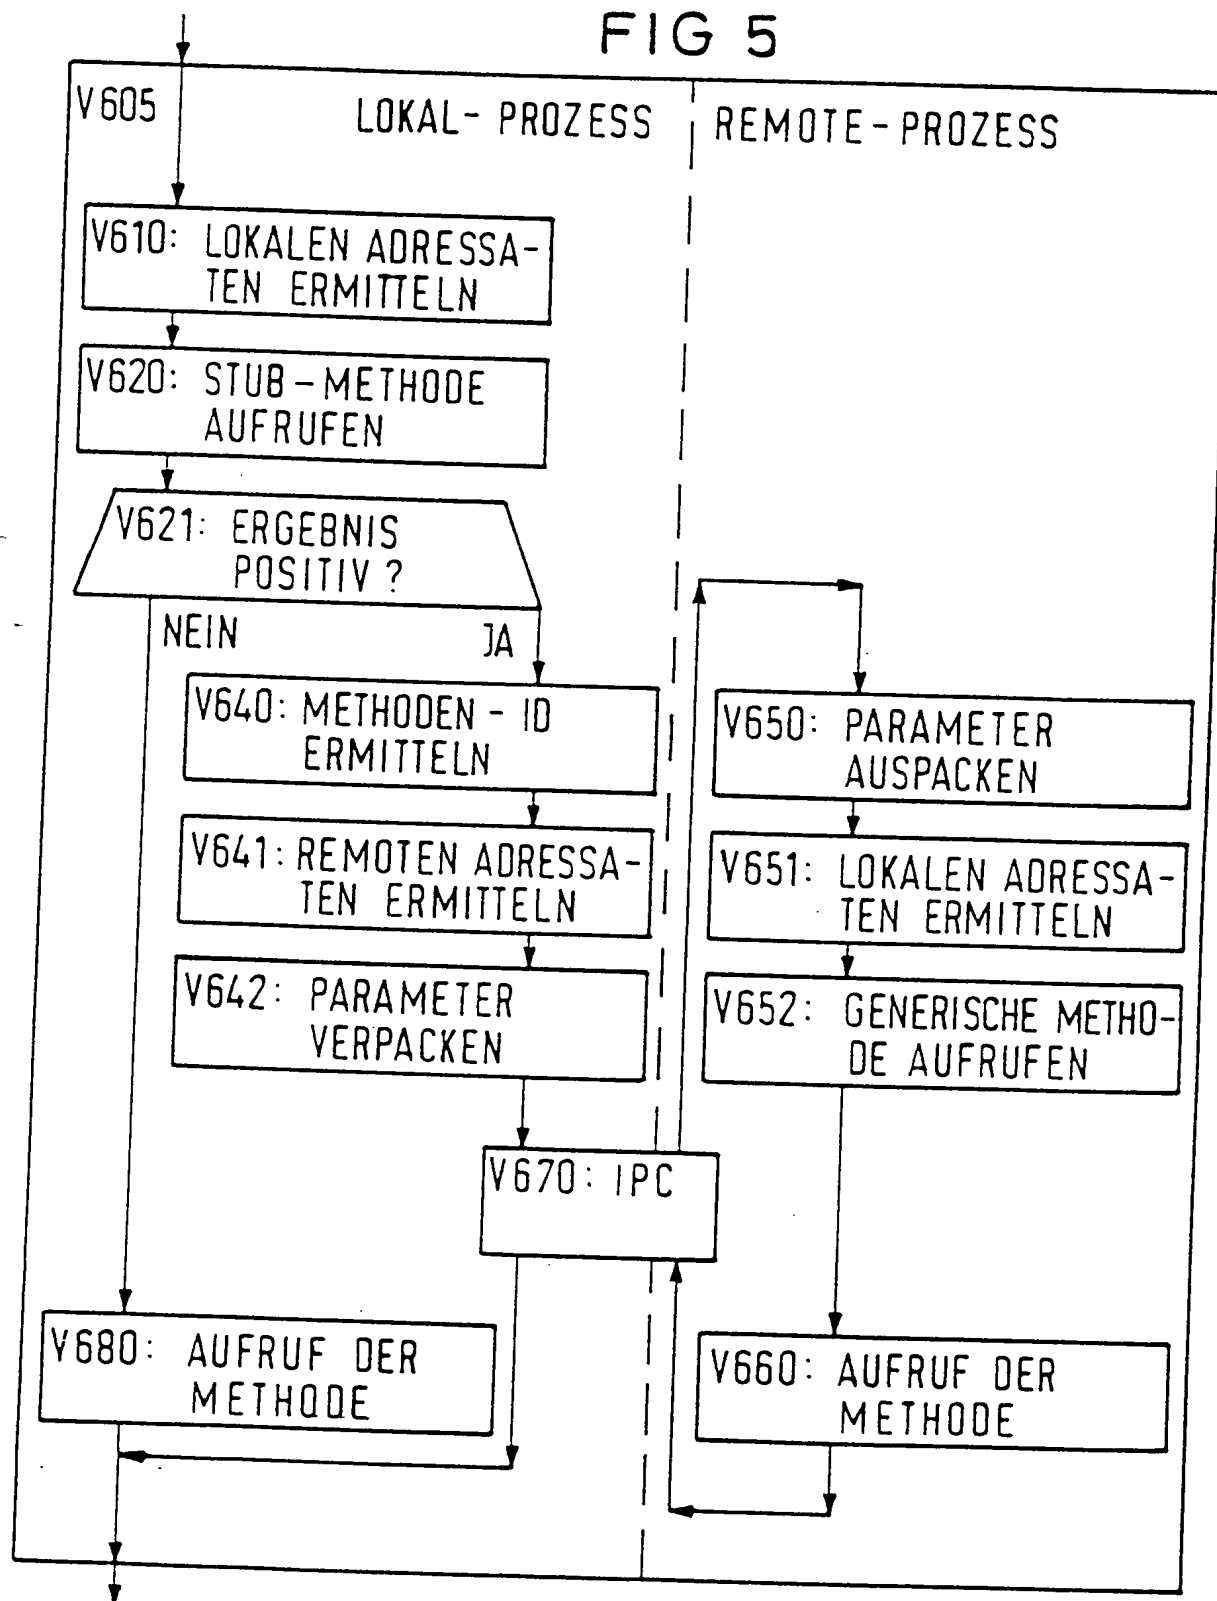 FIG 5
V605
LOKAL- PROZESS
REMOTE-PROZESS
V610: LOKALEN ADRESSA-
TEN ERMITTELN
V620: STUB-METHODE
AUFRUFEN
V621: ERGEBNIS
POSITIV?
NEIN
JA
V640: METHODEN - ID
ERMITTELN
V641: REMOTEN ADRESSA-
TEN ERMITTELN
V642: PARAMETER
VERPACKEN
V650: PARAMETER
AUSPACKEN
V651: LOKALEN ADRESSA-
TEN ERMITTELN
V652: GENERISCHE METHO-
DE AUFRUFEN
V670: IPC
V680: AUFRUF DER
METHODE
V660: AUFRUF DER
METHODE